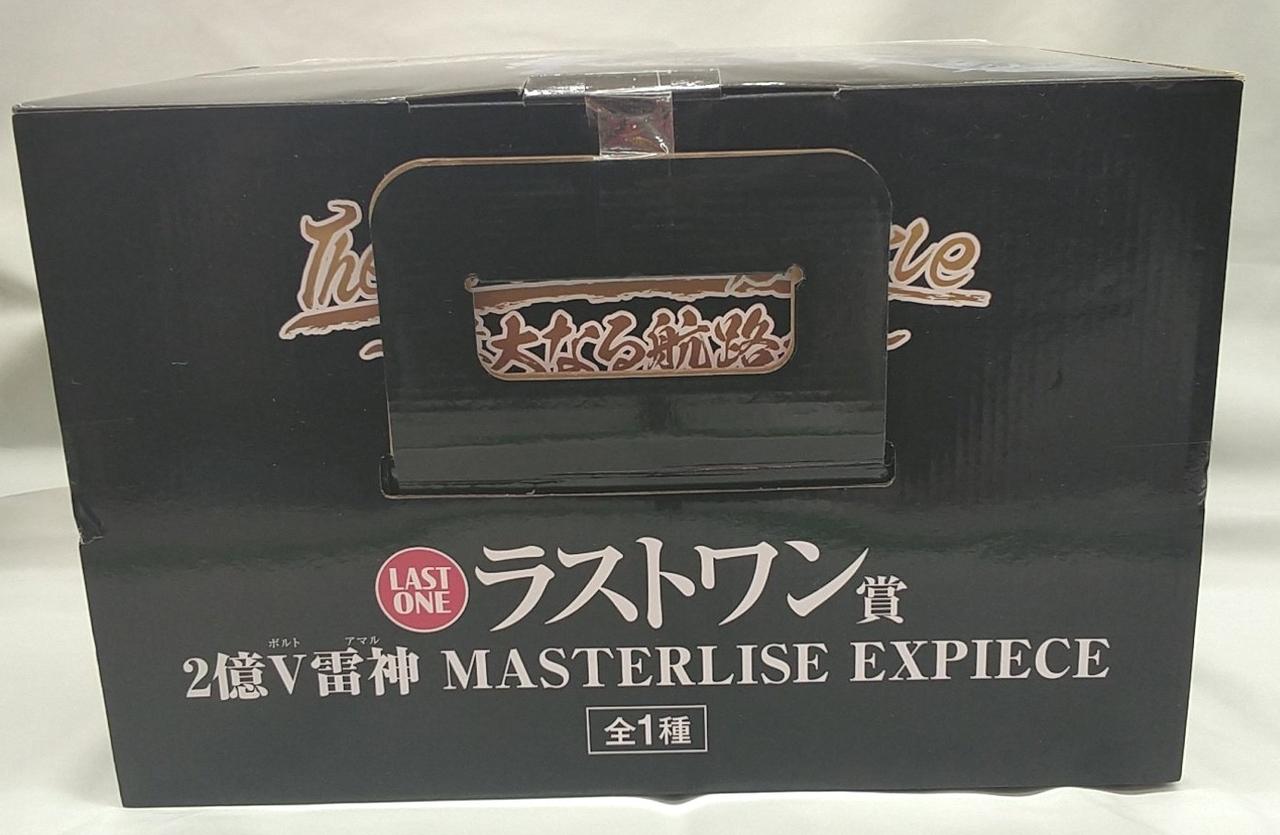 The
大なる航路
LAST ONE ラストワン賞
ボルト アマル
2億V雷神 MASTERLISE EXPIECE
全1種